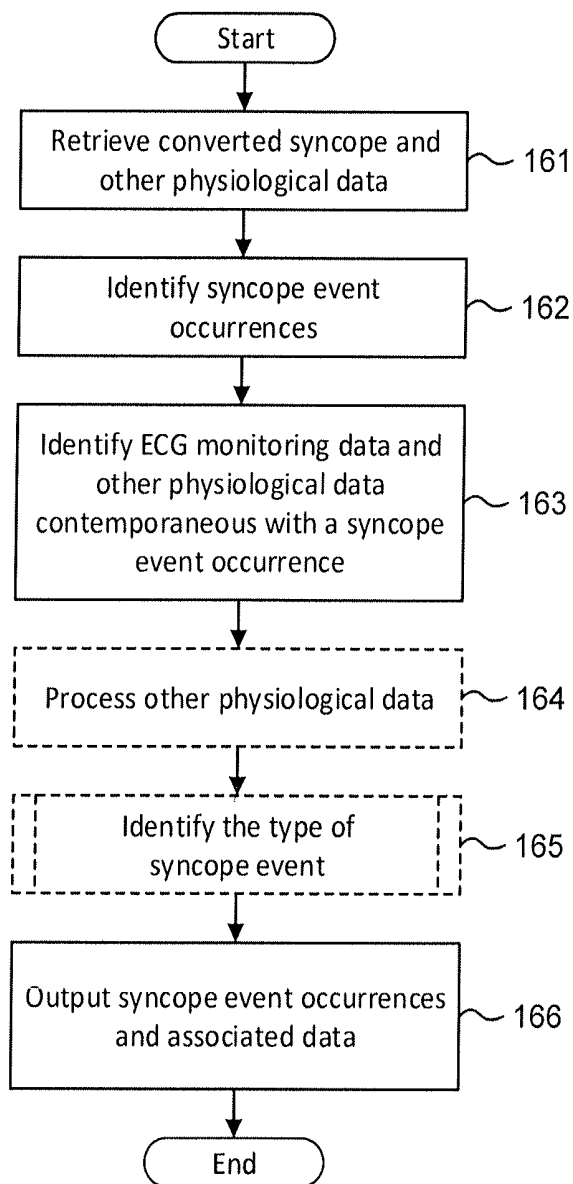 Start
Retrieve converted syncope and
other physiological data
161
Identify syncope event
occurrences
162
Identify ECG monitoring data and
other physiological data
contemporaneous with a syncope
event occurrence
163
Process other physiological data
164
Identify the type of
syncope event
165
Output syncope event occurrences
and associated data
166
End